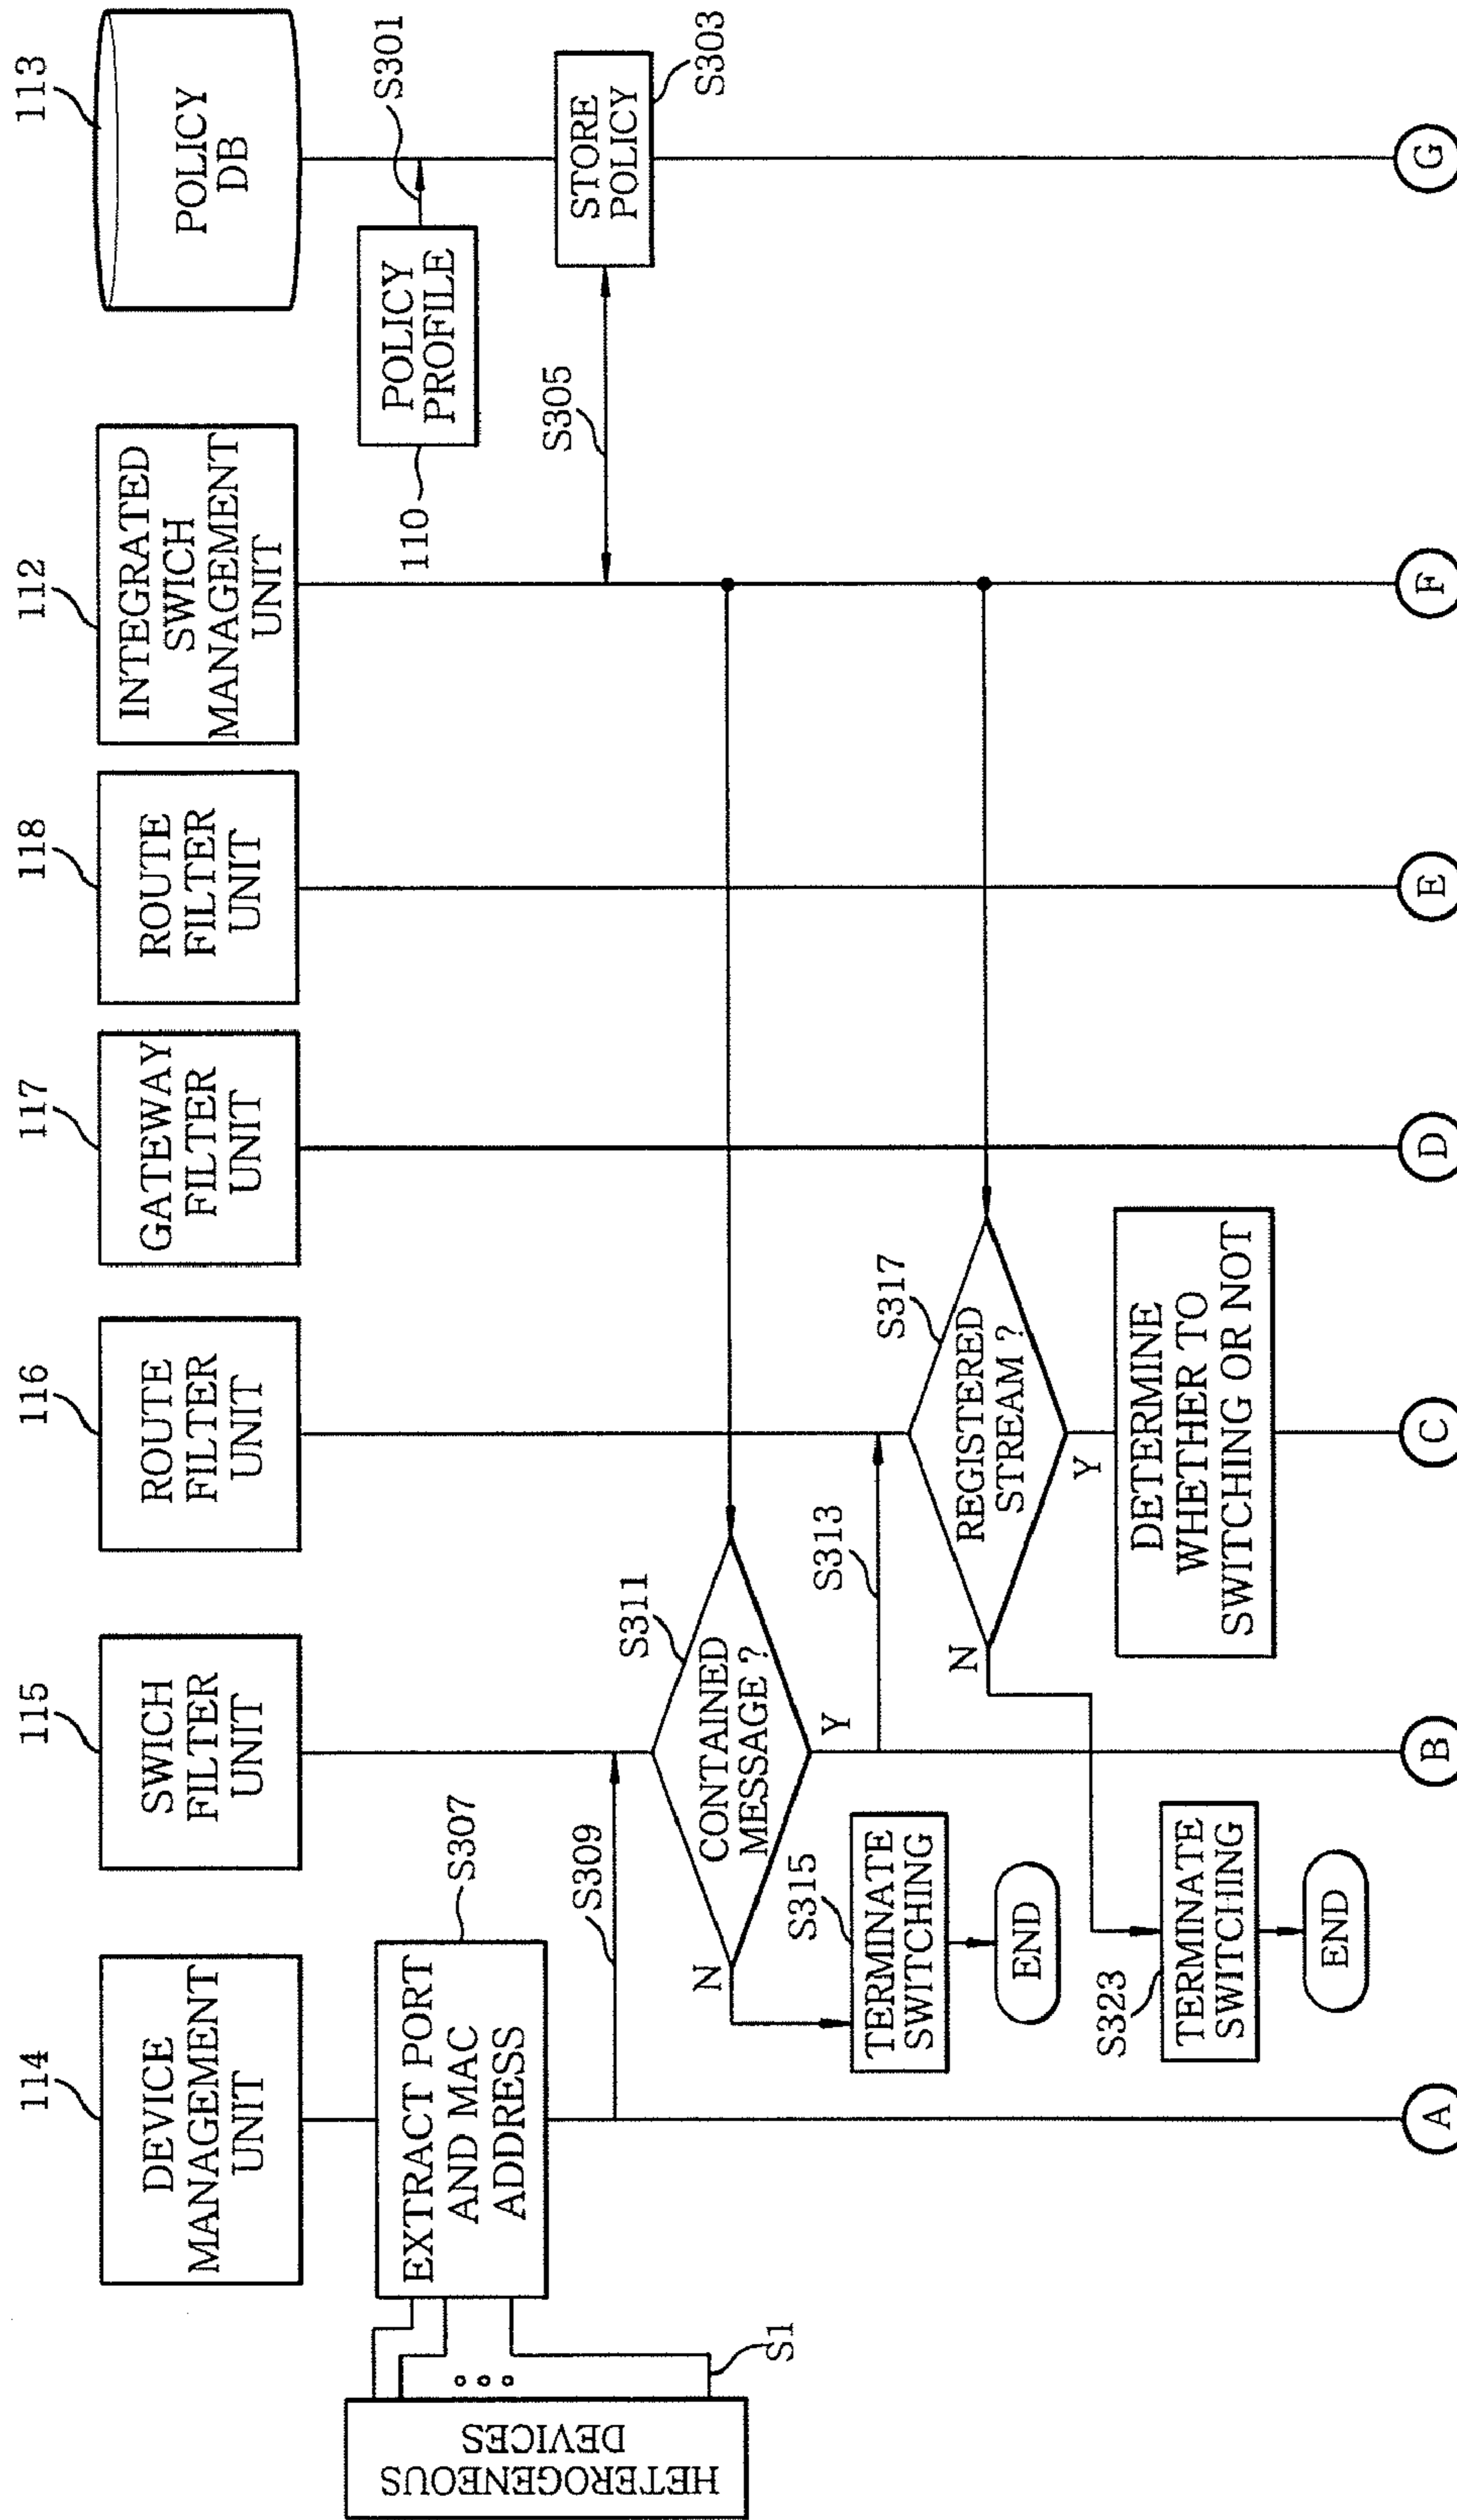 114
DEVICE
MANAGEMENT
UNIT
115
SWICH
FILTER
UNIT
116
ROUTE
FILTER
UNIT
117
GATEWAY
FILTER
UNIT
118
ROUTE
FILTER
UNIT
112
INTEGRATED
SWICH
MANAGEMENT
UNIT
113
POLICY
DB
S301
POLICY
PROFILE
110
STORE
POLICY
S303
S305
HETEROGENEOUS
DEVICES
S1
EXTRACT PORT
AND MAC
ADDRESS
S307
S309
CONTAINED
MESSAGE ?
S311
N
Y
S313
S315
TERMINATE
SWITCHING
END
REGISTERED
STREAM ?
S317
N
Y
DETERMINE
WHETHER TO
SWITCHING OR NOT
S323
TERMINATE
SWITCHING
END
A
B
C
D
E
F
G